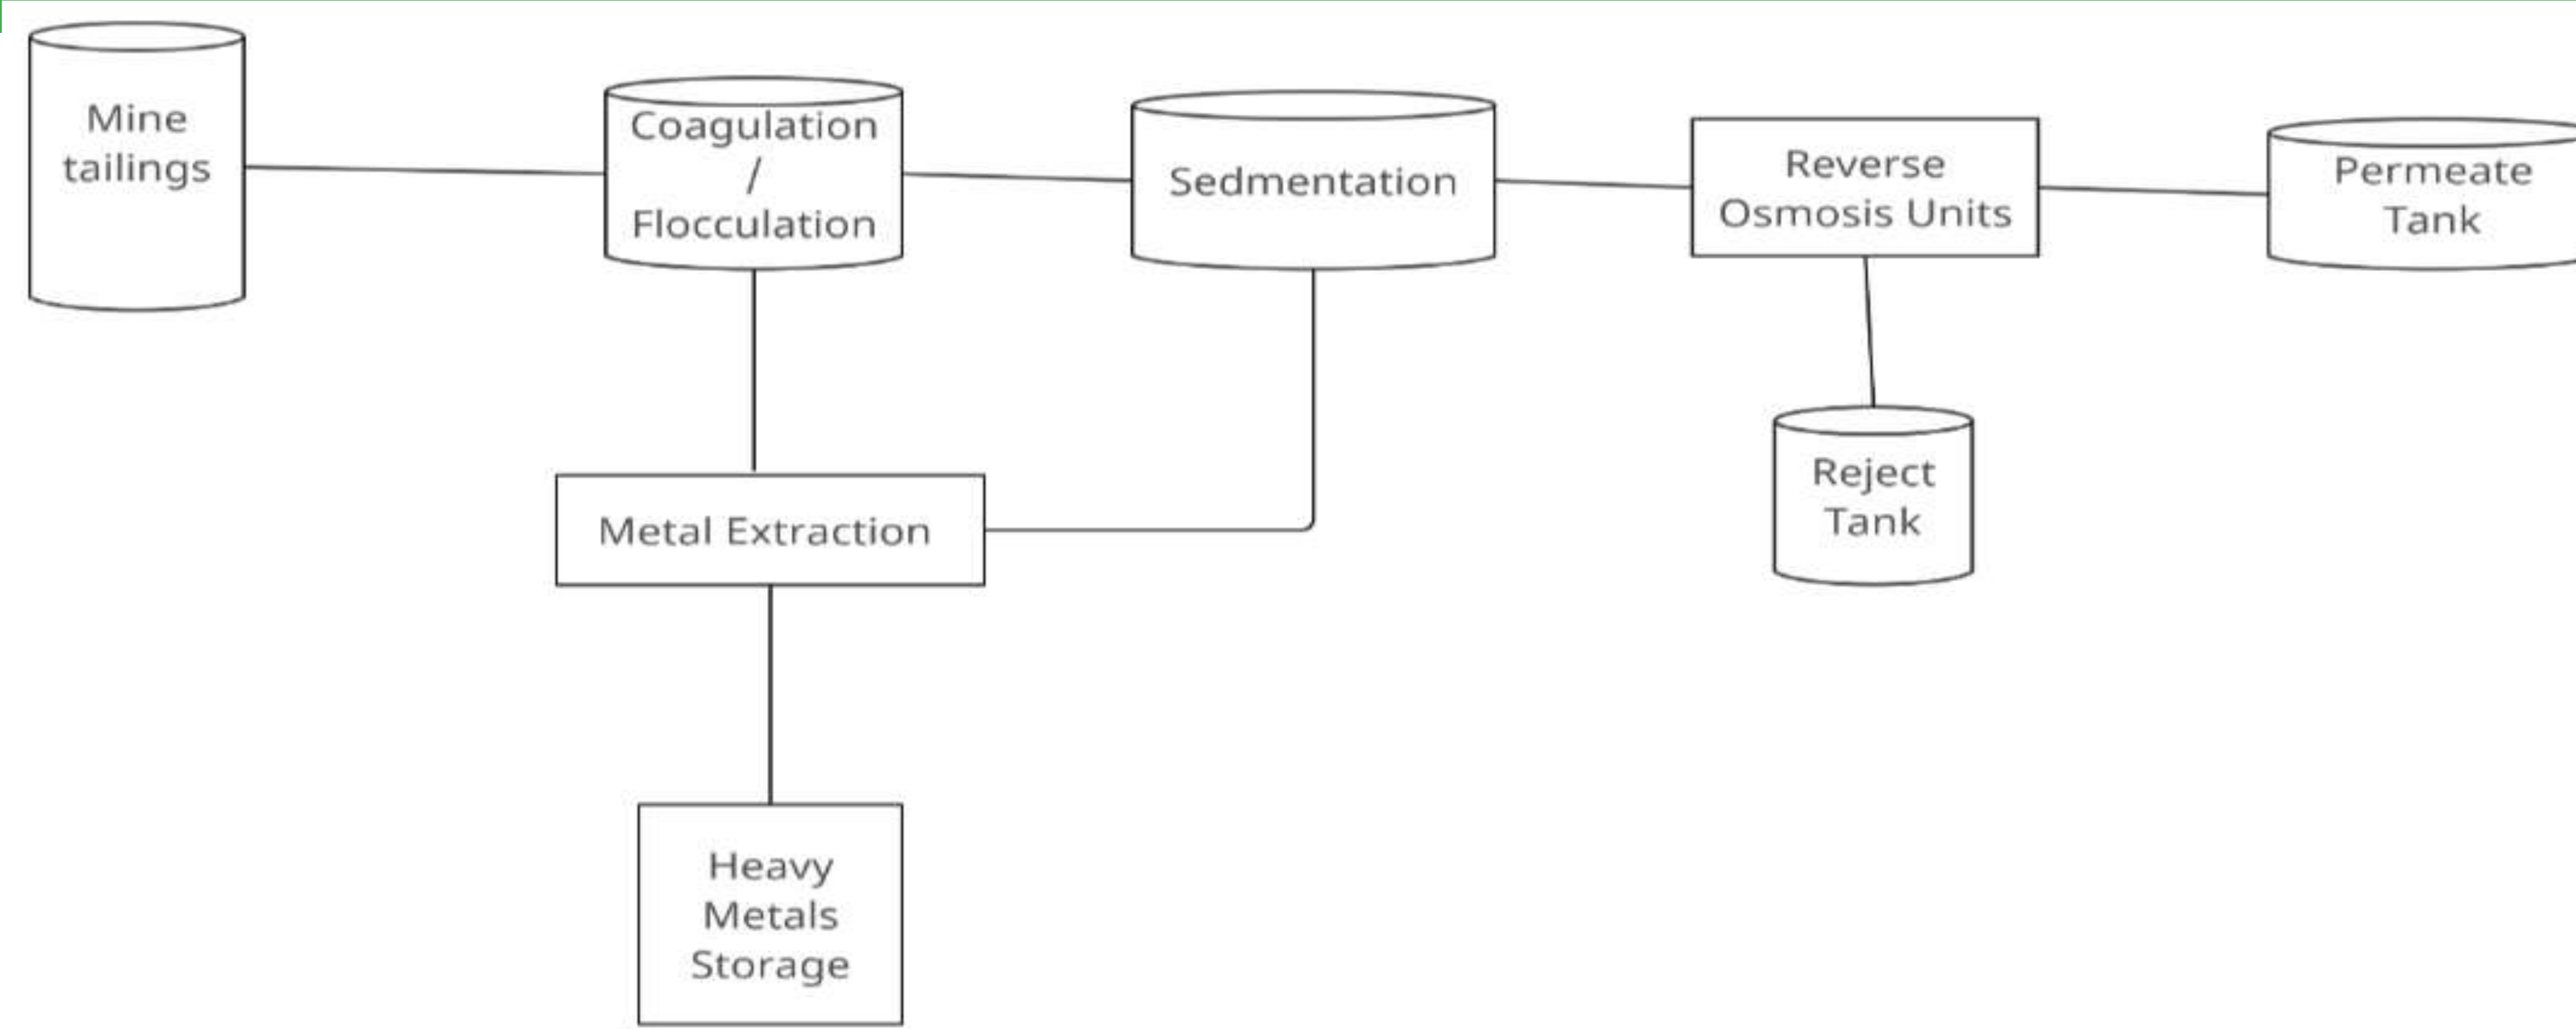 Mine
tailings
Coagulation
/
Flocculation
Sedmentation
Reverse
Osmosis Units
Permeate
Tank
Reject
Tank
Metal Extraction
Heavy
Metals
Storage